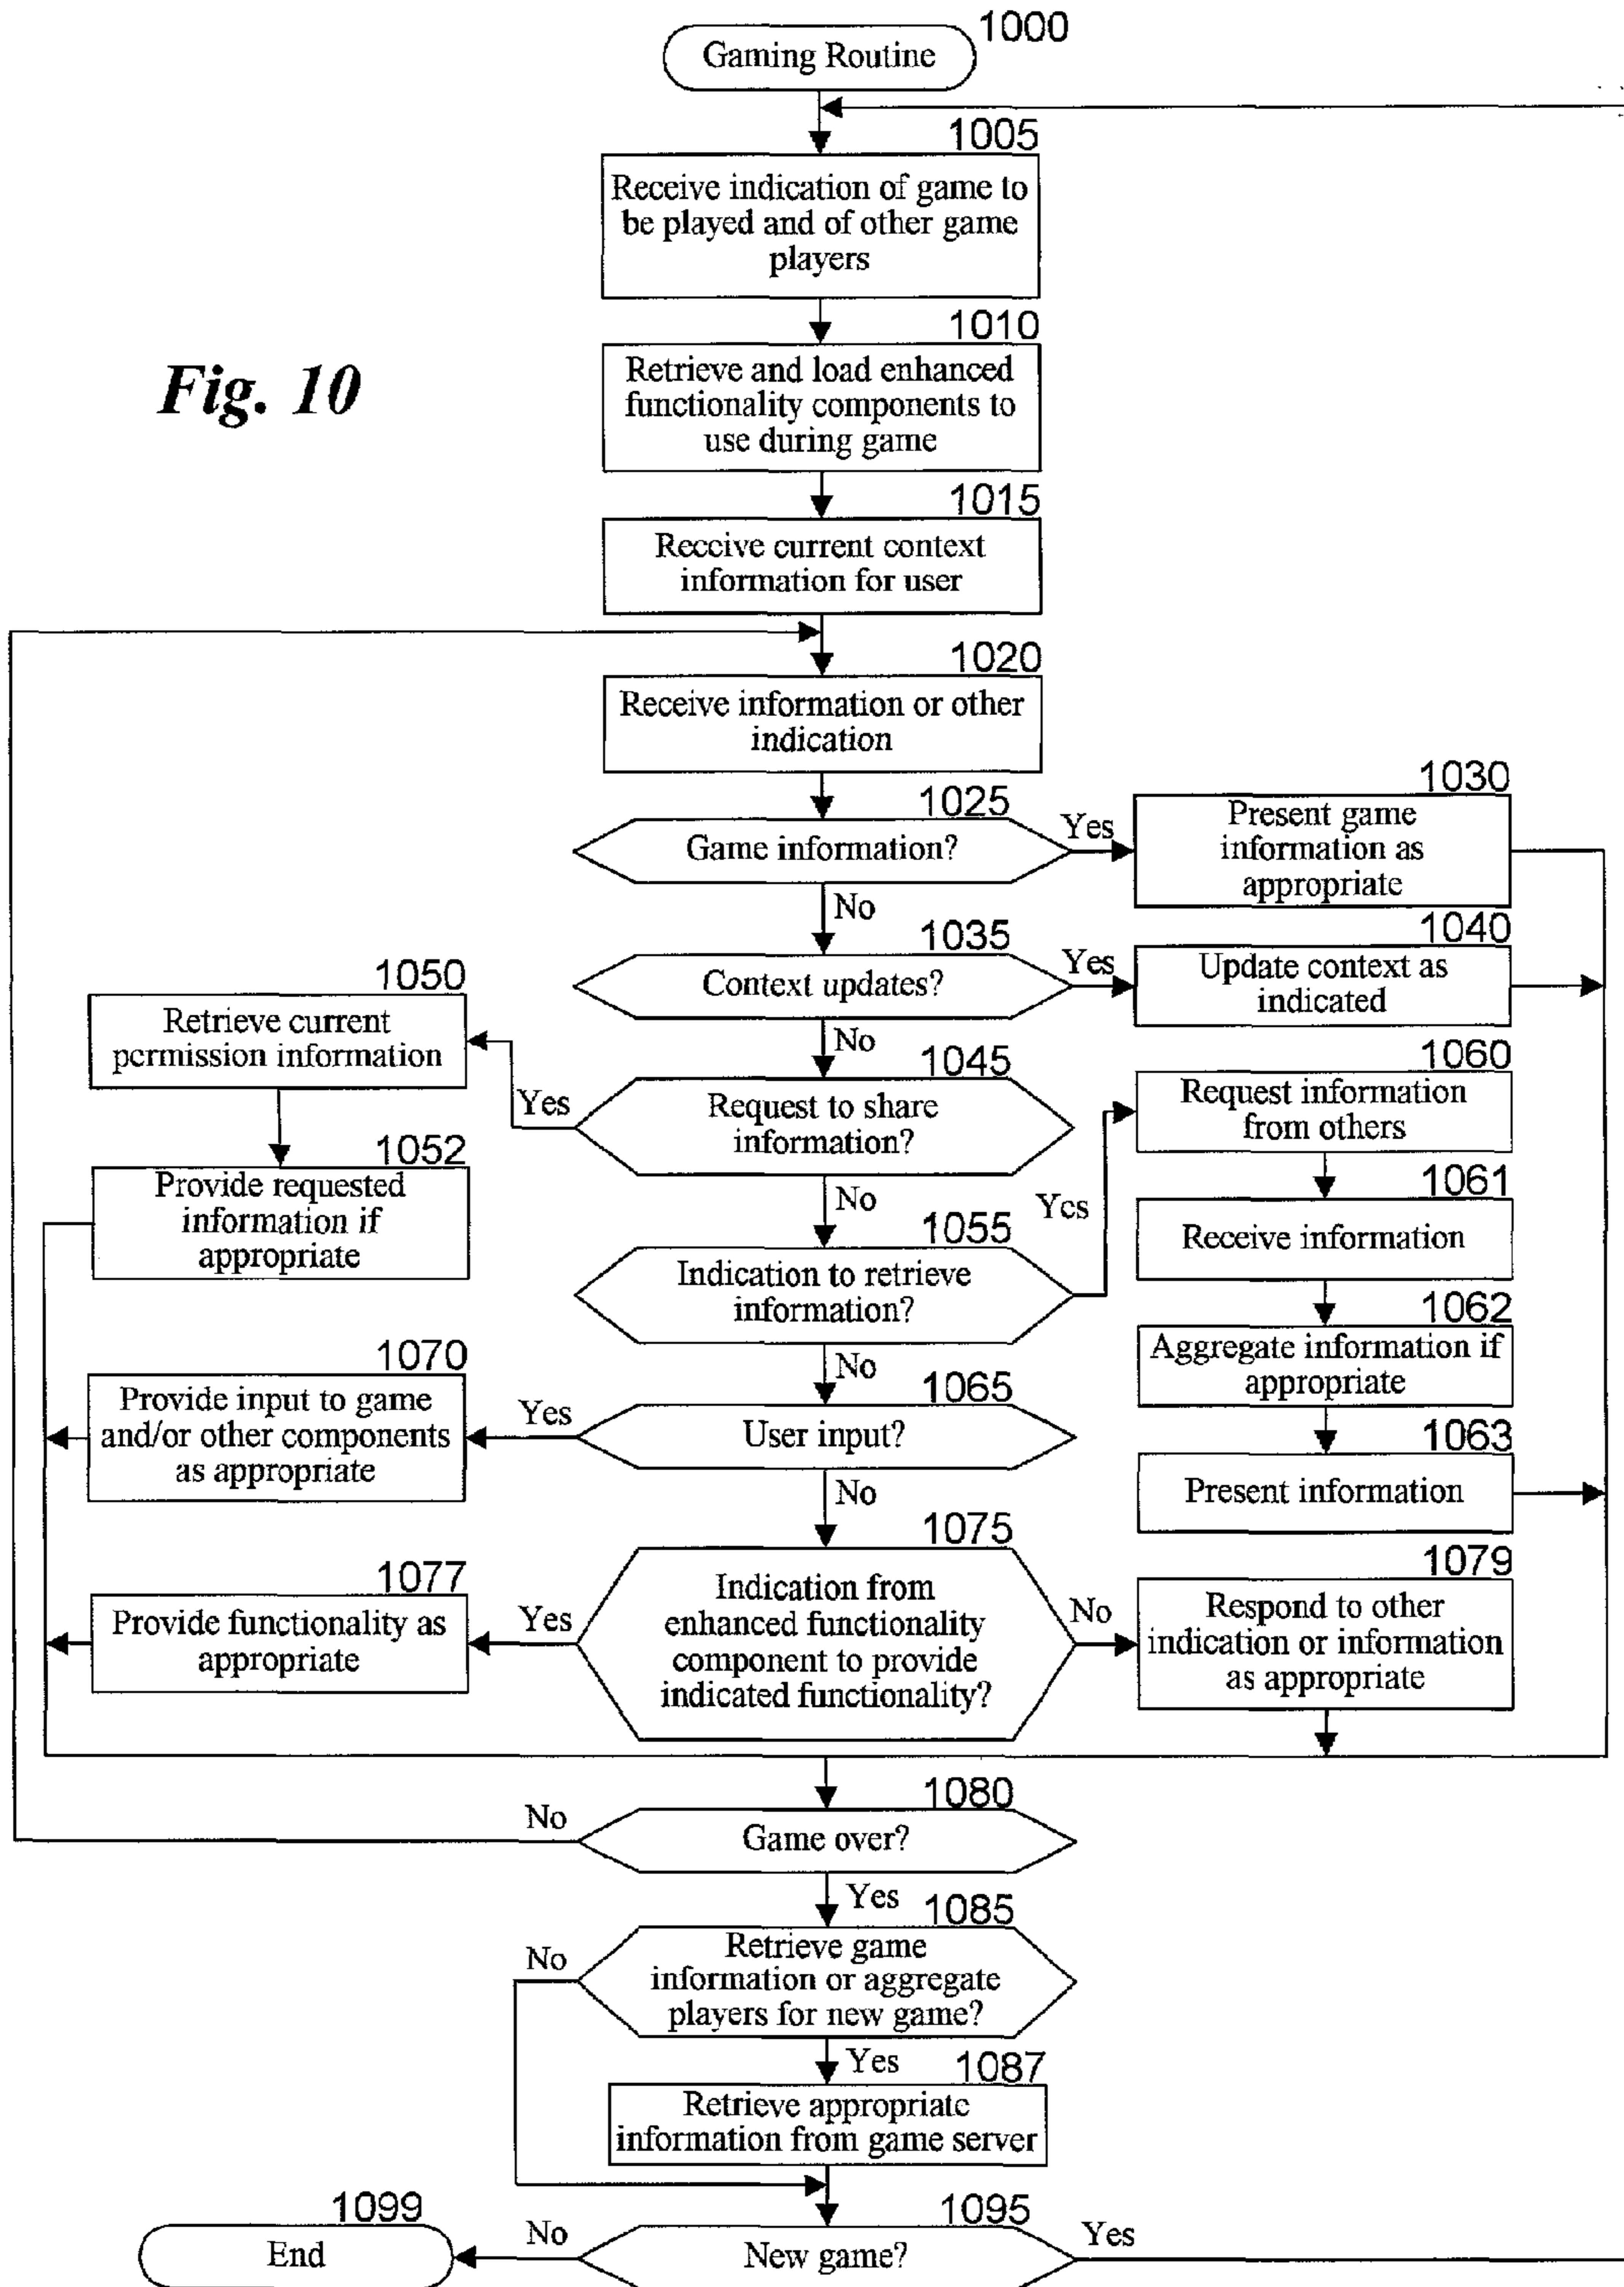 1000
Gaming Routine
1005
Receive indication of game to
be played and of other game
players
1010
Retrieve and load enhanced
functionality components to
use during game
Fig. 10
1015
Receive current context
information for user
1020
Receive information or other
indication
1025
Game information?
Yes
1030
Present game
information as
appropriate
No
1035
Context updates?
Yes
1040
Update context as
indicated
No
1045
Request to share
information?
Yes
1050
Retrieve current
permission information
1052
Provide requested
information if
appropriate
No
1055
Indication to retrieve
information?
Yes
1060
Request information
from others
1061
Receive information
1062
Aggregate information if
appropriate
1063
Present information
No
1065
User input?
Yes
1070
Provide input to game
and/or other components
as appropriate
No
1075
Indication from
enhanced functionality
component to provide
indicated functionality?
Yes
1077
Provide functionality as
appropriate
No
1079
Respond to other
indication or information
as appropriate
1080
Game over?
No
Yes
1085
Retrieve game
information or aggregate
players for new game?
No
Yes
1087
Retrieve appropriate
information from game server
1095
New game?
Yes
No
1099
End